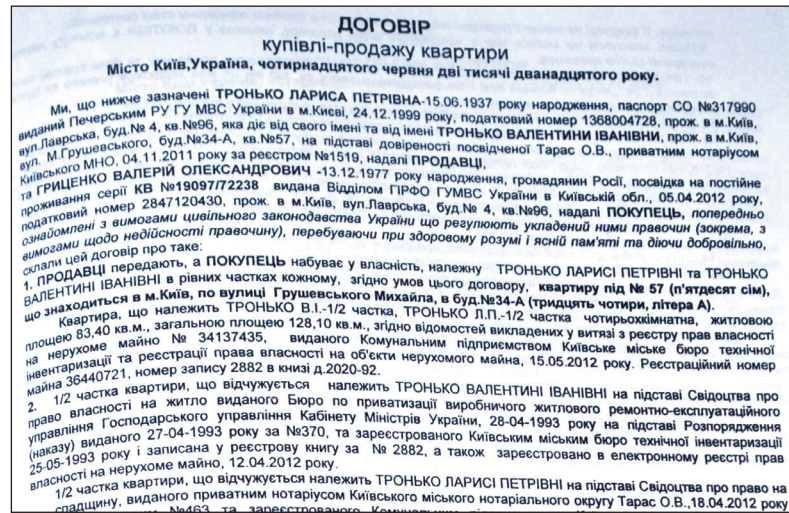 ДОГОВІР
купівлі-продажу квартири
Місто Київ,Україна, чотирнадцятого червня дві тисячі дванадцятого року.
Ми, що нижче зазначені ТРОНЬКО ЛАРИСА ПЕТРІВНА-15.06.1937 року народження, паспорт СО №317990
виданий Печерським РУ ГУ МВС України в м.Києві, 24.12.1999 року, податковий номер 1368004728, прож. в м.Київ,
вул.Лаврська, буд.№ 4, кв.№96, яка діє від свого імені та від імені ТРОНЬКО ВАЛЕНТИНИ ІВАНІВНИ, прож. в м.Київ,
вул. М.Грушевського, буд.№34-А, кв.№57, на підставі довіреності посвідченої Тарас О.В., приватним нотаріусом
Київського МНО, 04.11.2011 року за реєстром №1519, надалі ПРОДАВЦІ,
та ГРИЦЕНКО ВАЛЕРІЙ ОЛЕКСАНДРОВИЧ -13.12.1977 року народження, громадянин Росії, посвідка на постійне
проживання серії КВ №19097/72238 видана Відділом ГІРФО ГУМВС України в Київській обл., 05.04.2012 року,
податковий номер 2847120430, прож. в м.Київ, вул.Лаврська, буд.№ 4, кв.№96, надалі ПОКУПЕЦЬ, попередньо
ознайомлені з вимогами цивільного законодавства України що регулюють укладений ними правочин (зокрема, з
вимогами щодо недійсності правочину), перебуваючи при здоровому розумі і ясній пам'яті та діючи добровільно,
склали цей договір про таке:
1. ПРОДАВЦІ передають, а ПОКУПЕЦЬ набуває у власність, належну ТРОНЬКО ЛАРИСІ ПЕТРІВНІ та ТРОНЬКО
ВАЛЕНТИНІ ІВАНІВНІ в рівних частках кожному, згідно умов цього договору, квартиру під № 57 (п'ятдесят сім),
що знаходиться в м.Київ, по вулиці Грушевського Михайла, в буд.№34-А (тридцять чотири, літера А).
Квартира, що належить ТРОНЬКО В.І.-1/2 частка, ТРОНЬКО Л.П.-1/2 частка чотирьохкімнатна, житловою
площею 83,40 кв.м., загальною площею 128,10 кв.м., згідно відомостей викладених у витязі з реєстру прав власності
на нерухоме майно № 34137435, виданого Комунальним підприємством Київське міське бюро технічної
інвентаризації та реєстрації права власності на об'єкти нерухомого майна, 15.05.2012 року. Реєстраційний номер
майна 36440721, номер запису 2882 в книзі д.2020-92.
2. 1/2 частка квартири, що відчужується належить ТРОНЬКО ВАЛЕНТИНІ ІВАНІВНІ на підставі Свідоцтва про
право власності на житло виданого Бюро по приватизації виробничого житлового ремонтно-експлуатаційного
управління Господарського управління Кабінету Міністрів України, 28-04-1993 року на підставі Розпорядження
(наказу) виданого 27-04-1993 року за №370, та зареєстрованого Київським міським бюро технічної інвентаризації
25-05-1993 року і записана у реєстрову книгу за № 2882, а також зареєстровано в електронному реєстрі прав
власності на нерухоме майно, 12.04.2012 року.
1/2 частка квартири, що відчужується належить ТРОНЬКО ЛАРИСІ ПЕТРІВНІ на підставі Свідоцтва про право на
спадщину, виданого приватним нотаріусом Київського міського нотаріального округу Тарас О.В.,18.04.2012 року
№463 та зареєстрованого